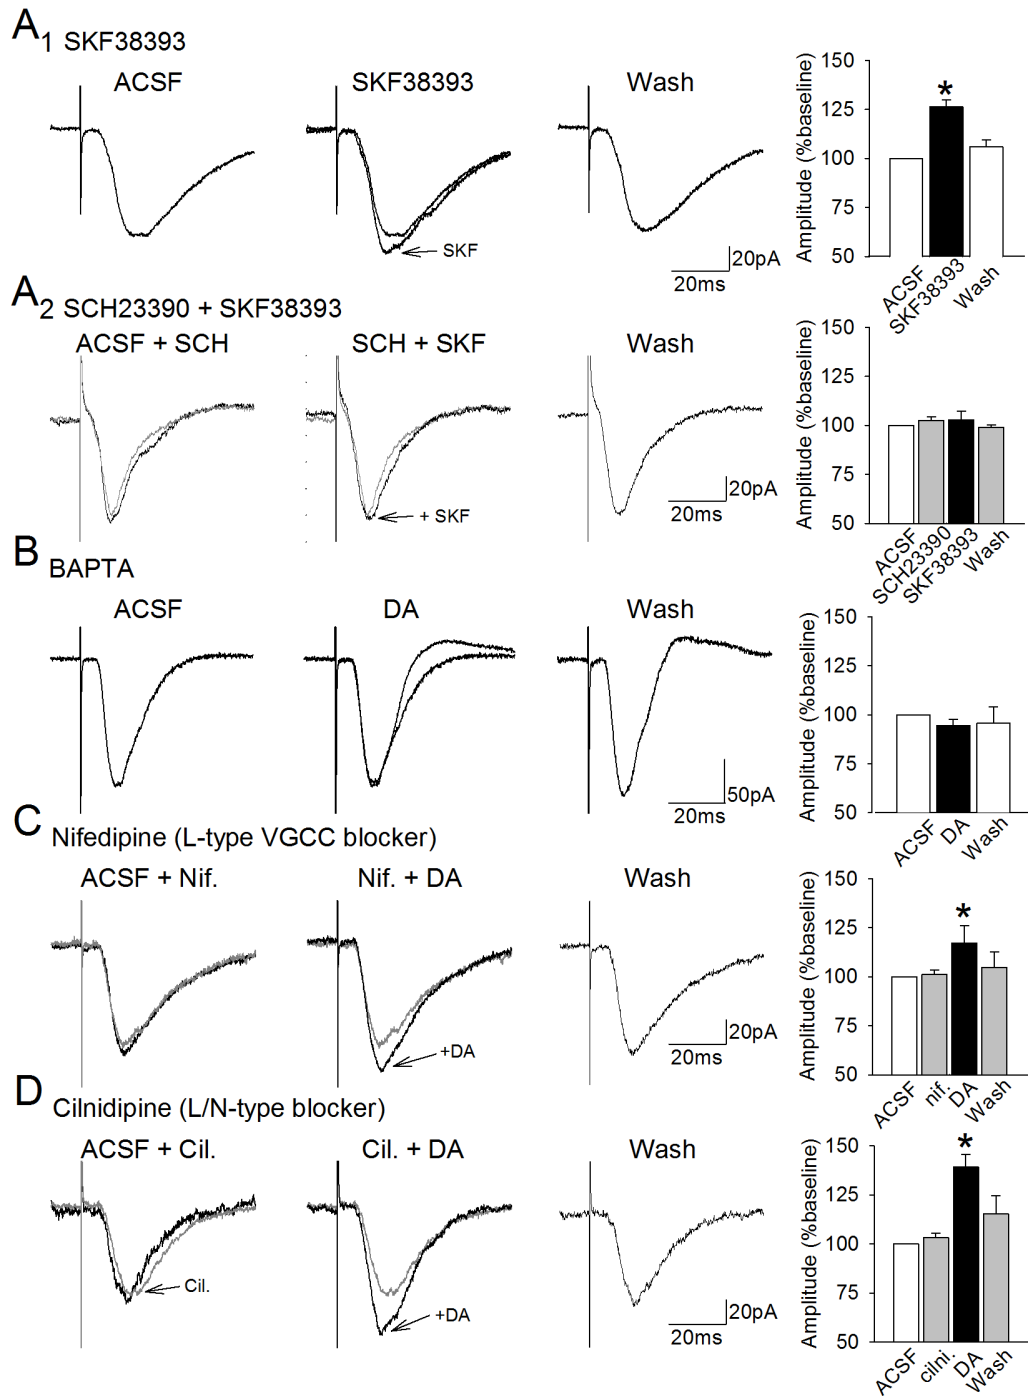 A1 SKF38393
ACSF
SKF38393
Wash
SKF
20pA
20ms
Amplitude (%baseline)
150
125
100
75
50
*
ACSF
SKF38393
Wash
A2 SCH23390 + SKF38393
ACSF + SCH
SCH + SKF
Wash
+ SKF
20pA
20ms
Amplitude (%baseline)
150
125
100
75
50
ACSF
SCH23390
SKF38393
Wash
B BAPTA
ACSF
DA
Wash
50pA
20ms
Amplitude (%baseline)
150
125
100
75
50
ACSF
DA
Wash
C Nifedipine (L-type VGCC blocker)
ACSF + Nif.
Nif. + DA
Wash
+DA
20pA
20ms
Amplitude (%baseline)
150
125
100
75
50
*
ACSF
nif.
DA
Wash
D Cilnidipine (L/N-type blocker)
ACSF + Cil.
Cil. + DA
Wash
Cil.
+DA
20pA
20ms
Amplitude (%baseline)
150
125
100
75
50
*
ACSF
cilni.
DA
Wash